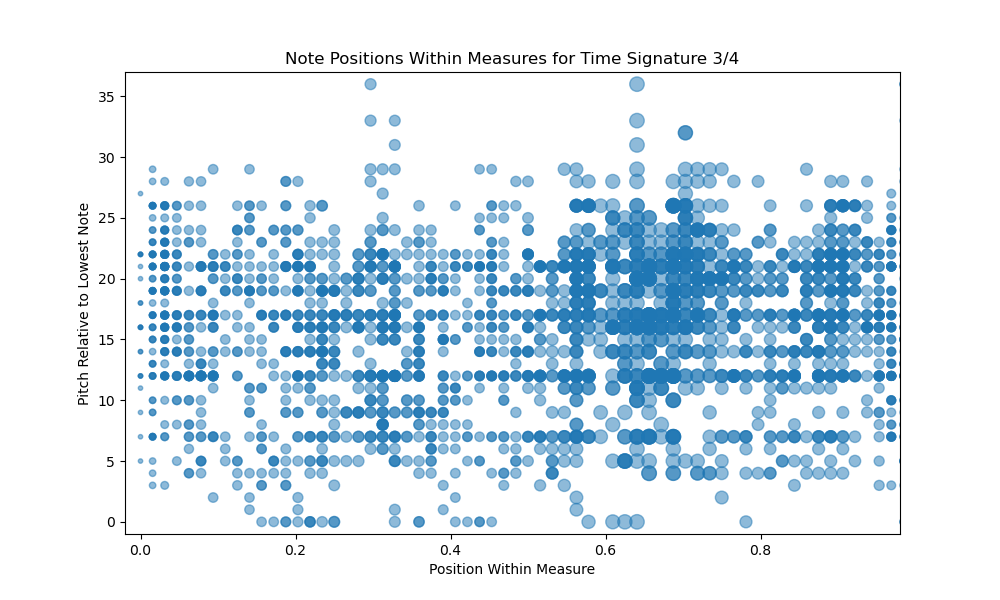 Note Positions Within Measures for Time Signature 3/4
35
30
25
20
15
10
5
0
Pitch Relative to Lowest Note
0.0 0.2 0.4 0.6 0.8
Position Within Measure